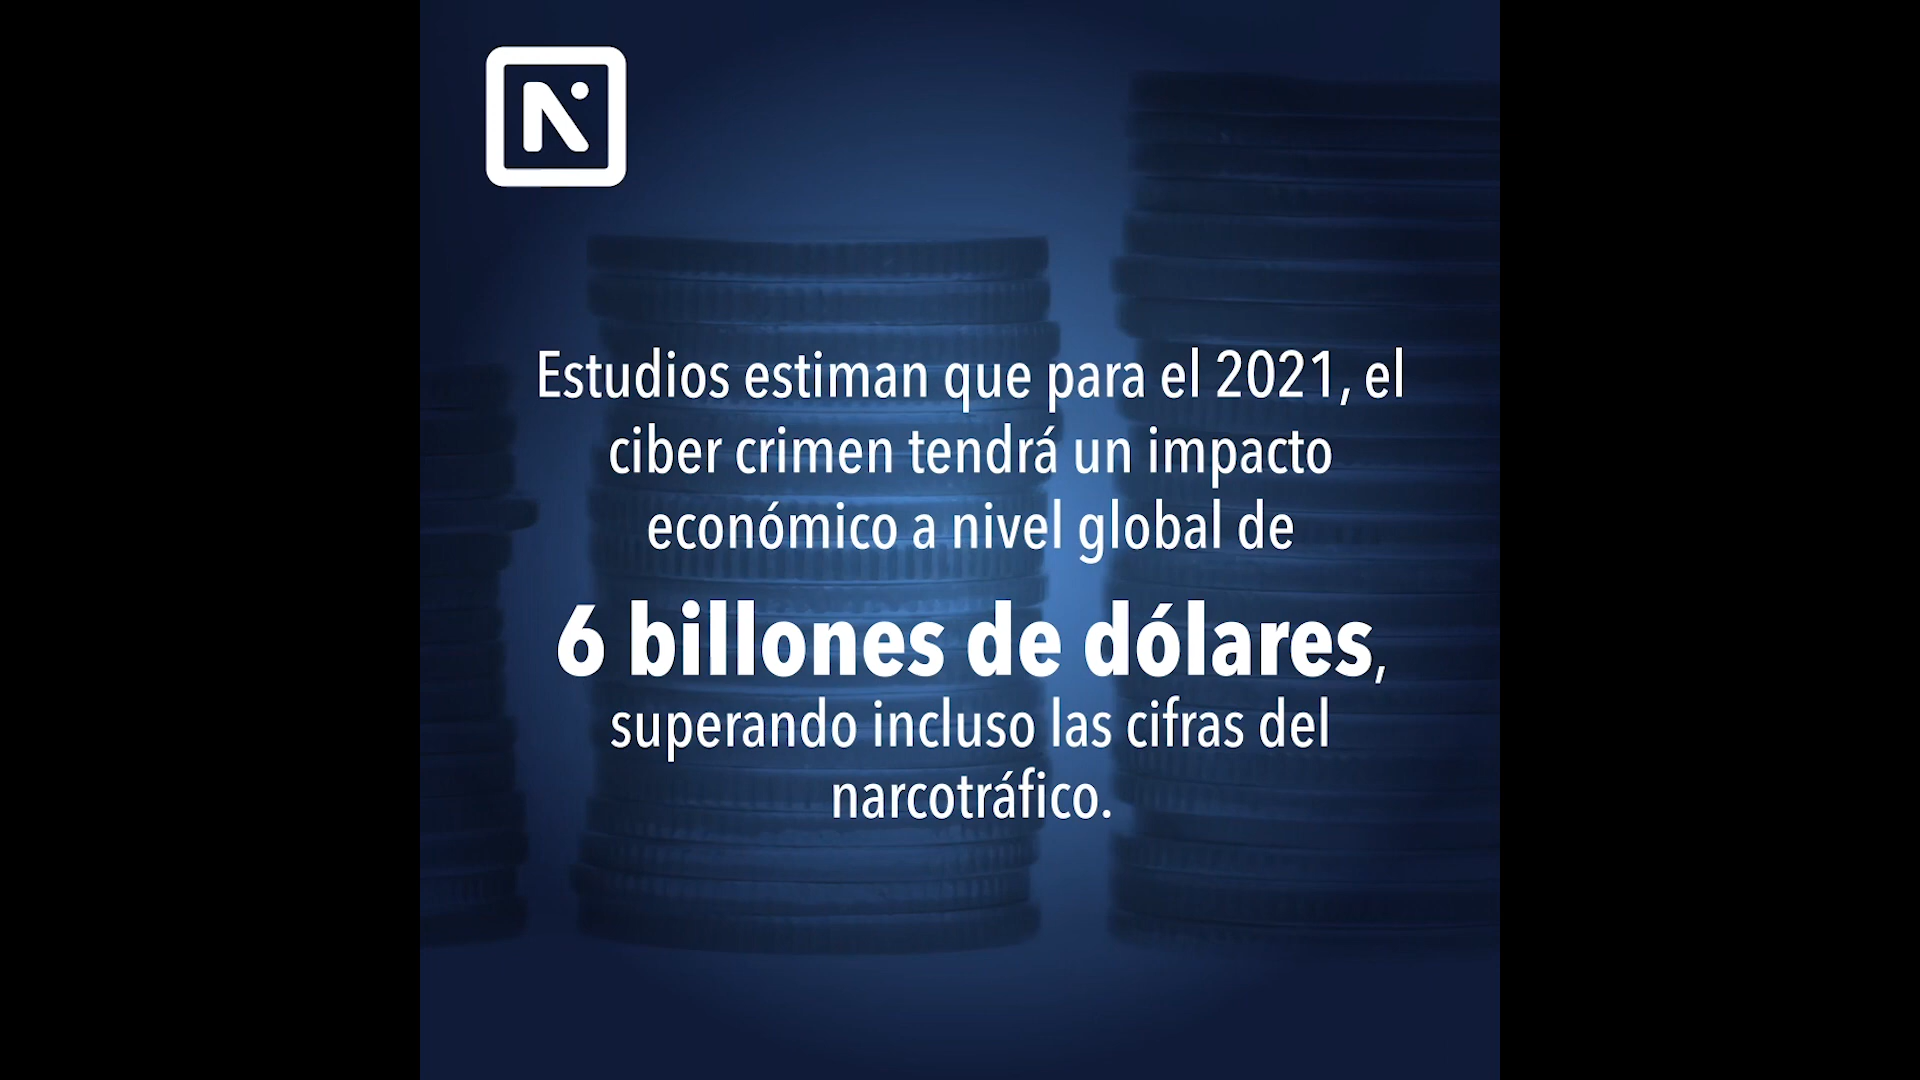 N
Estudios estiman que para el 2021, el
ciber crimen tendrá un impacto
económico a nivel global de
6 billones de dólares,
superando incluso las cifras del
narcotráfico.